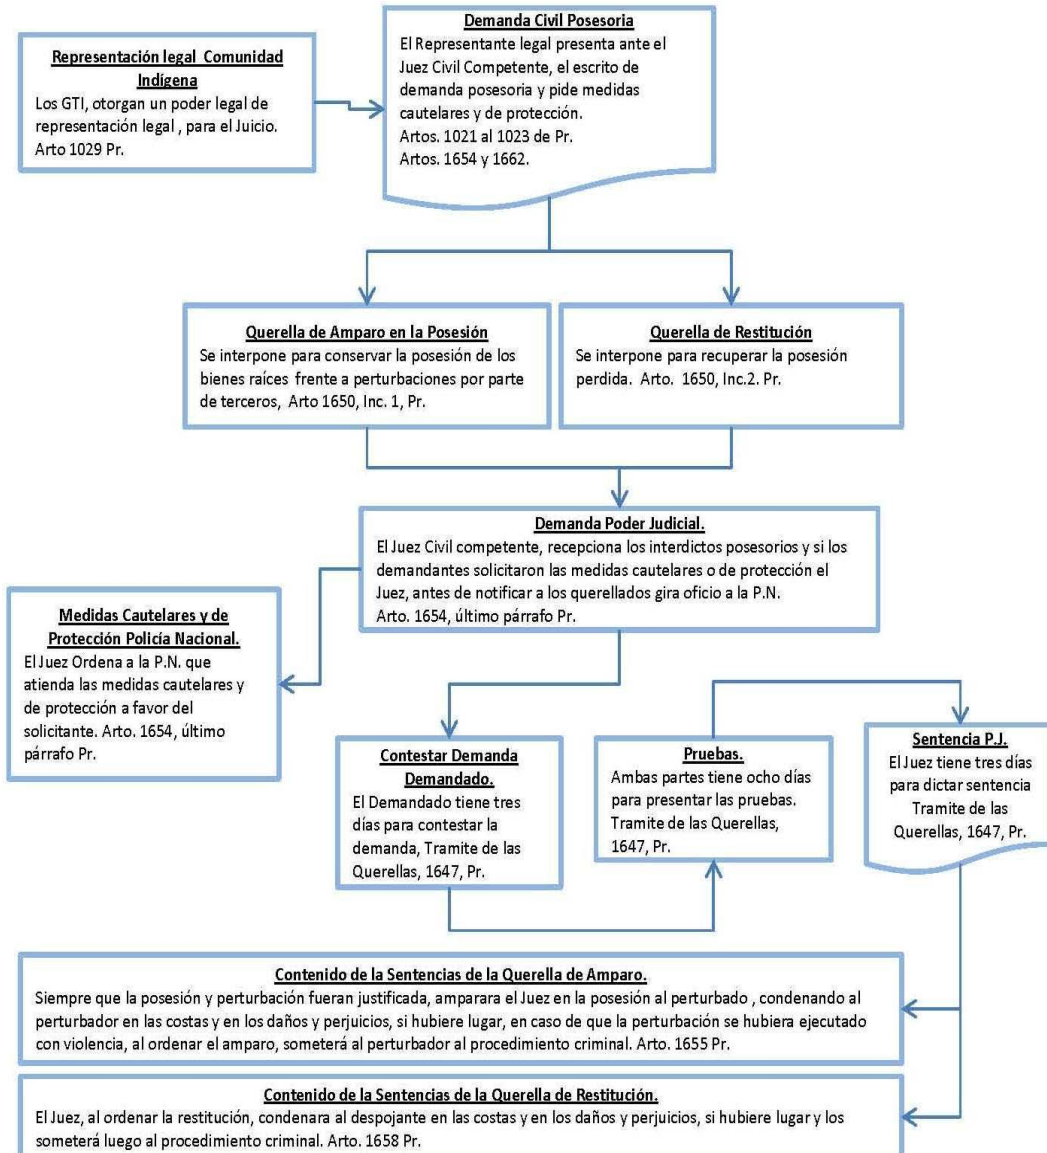 Demanda Civil Posesoria
El Representante legal presenta ante el
Juez Civil Competente, el escrito de
demanda posesoria y pide medidas
cautelares y de protección.
Artos. 1021 al 1023 de Pr.
Artos. 1654 y 1662.
Representación legal Comunidad
Indígena
Los GTI, otorgan un poder legal de
representación legal , para el Juicio.
Arto 1029 Pr.
Querella de Amparo en la Posesión
Se interpone para conservar la posesión de los
bienes raíces frente a perturbaciones por parte
de terceros, Arto 1650, Inc. 1, Pr.
Querella de Restitución
Se interpone para recuperar la posesión
perdida. Arto. 1650, Inc.2. Pr.
Demanda Poder Judicial.
El Juez Civil competente, recepciona los interdictos posesorios y si los
demandantes solicitaron las medidas cautelares o de protección el
Juez, antes de notificar a los querellados gira oficio a la P.N.
Arto. 1654, último párrafo Pr.
Medidas Cautelares y de
Protección Policía Nacional.
El Juez Ordena a la P.N. que
atienda las medidas cautelares y
de protección a favor del
solicitante. Arto. 1654, último
párrafo Pr.
Contestar Demanda
Demandado.
El Demandado tiene tres
días para contestar la
demanda, Tramite de las
Querellas, 1647, Pr.
Pruebas.
Ambas partes tiene ocho días
para presentar las pruebas.
Tramite de las Querellas,
1647, Pr.
Sentencia P.J.
El Juez tiene tres días
para dictar sentencia
Tramite de las
Querellas, 1647, Pr.
Contenido de la Sentencias de la Querella de Amparo.
Siempre que la posesión y perturbación fueran justificada, amparara el Juez en la posesión al perturbado , condenando al
perturbador en las costas y en los daños y perjuicios, si hubiere lugar, en caso de que la perturbación se hubiera ejecutado
con violencia, al ordenar el amparo, someterá al perturbador al procedimiento criminal. Arto. 1655 Pr.
Contenido de la Sentencias de la Querella de Restitución.
El Juez, al ordenar la restitución, condenara al despojante en las costas y en los daños y perjuicios, si hubiere lugar y los
someterá luego al procedimiento criminal. Arto. 1658 Pr.